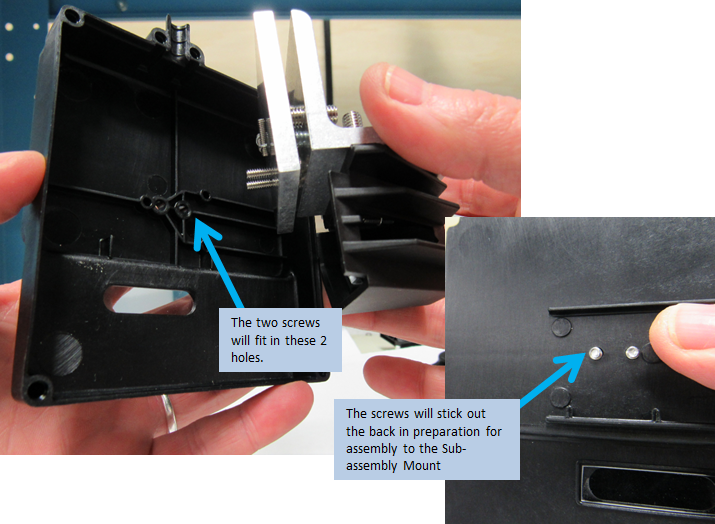 The two screws
will fit in these 2
holes.
The screws will stick out
the back in preparation for
assembly to the Sub-
assembly Mount